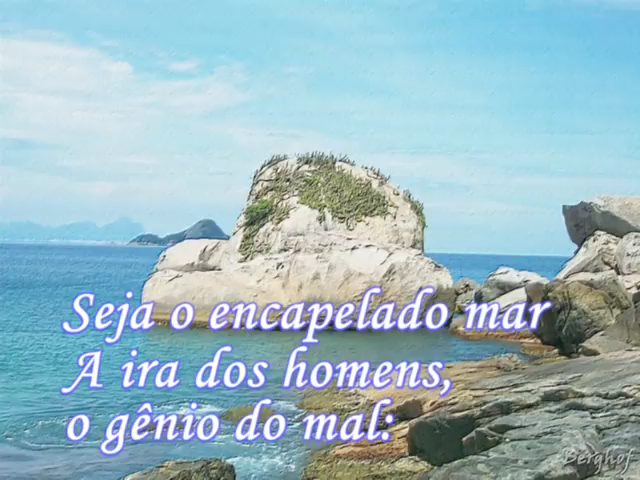 Seja o encapelado mar
A ira dos homens,
o gênio do mal:
Berghof